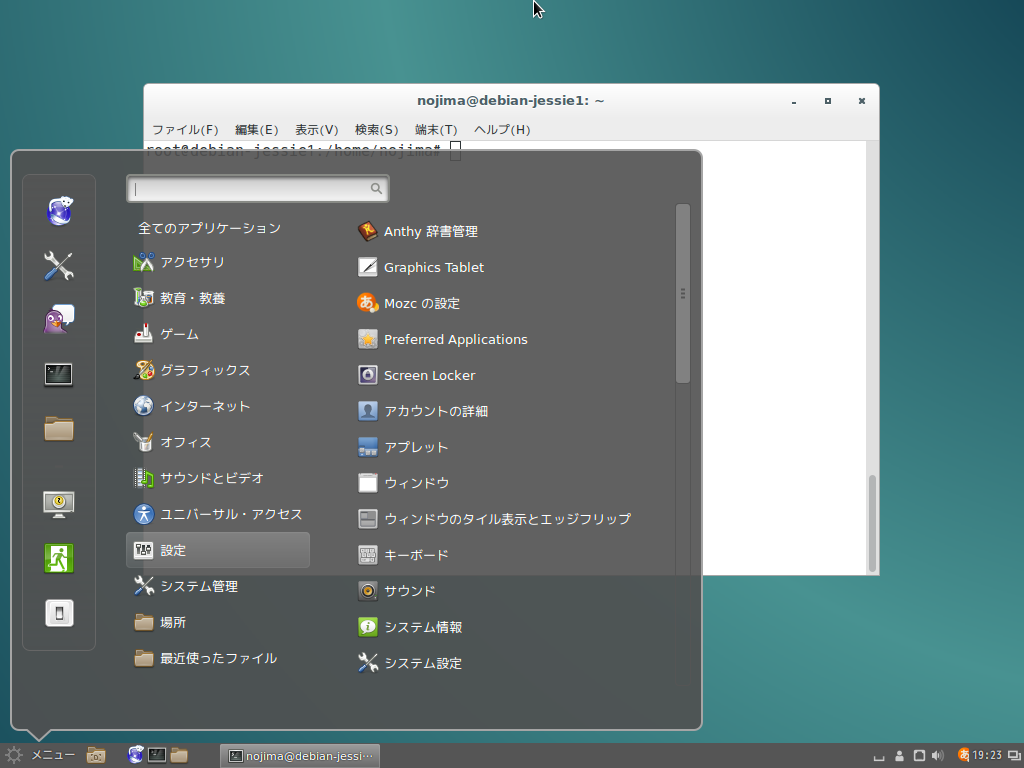 nojima@debian-jessie1: ~
ファイル(F) 編集(E) 表示(V) 検索(S) 端末(T) ヘルプ(H)
root@debian-jessie1:/home/nojima#
全てのアプリケーション
アクセサリ
教育・教養
ゲーム
グラフィックス
インターネット
オフィス
サウンドとビデオ
ユニバーサル・アクセス
設定
システム管理
場所
最近使ったファイル
Anthy 辞書管理
Graphics Tablet
Mozc の設定
Preferred Applications
Screen Locker
アカウントの詳細
アプレット
ウィンドウ
ウィンドウのタイル表示とエッジフリップ
キーボード
サウンド
システム情報
システム設定
メニュー
nojima@debian-jessi…
あ 19:23